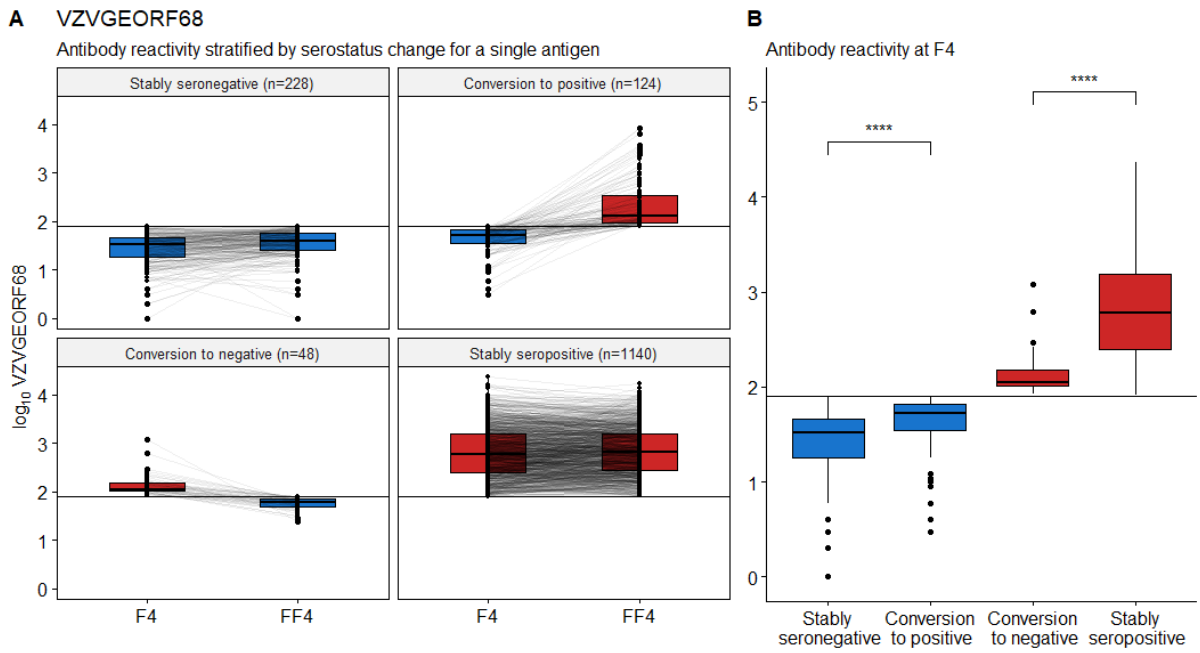 A VZVGEORF68
Antibody reactivity stratified by serostatus change for a single antigen
Stably seronegative (n=228)
Conversion to positive (n=124)
4
3
2
1
0
Conversion to negative (n=48)
Stably seropositive (n=1140)
4
3
2
1
0
log₁₀ VZVGEORF68
F4 FF4 F4 FF4
B
Antibody reactivity at F4
****
****
5
4
3
2
1
0
Stably seronegative
Conversion to positive
Conversion to negative
Stably seropositive